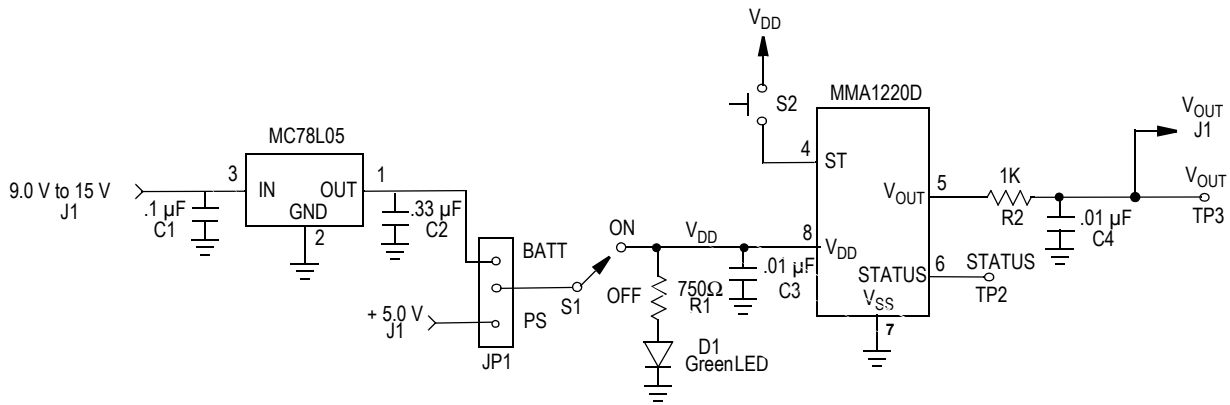 V_DD
S2
MMA1220D
V_OUT
J1
MC78L05
4
ST
3
IN
OUT
1
9.0 V to 15 V
J1
.1 µF
C1
GND
2
.33 µF
C2
V_OUT
5
1K
R2
V_OUT
TP3
.01 µF
C4
BATT
ON
V_DD
8
V_DD
.01 µF
C3
STATUS
6
STATUS
TP2
S1
OFF
750Ω
R1
V_SS
7
+ 5.0 V
J1
PS
JP1
D1
Green LED